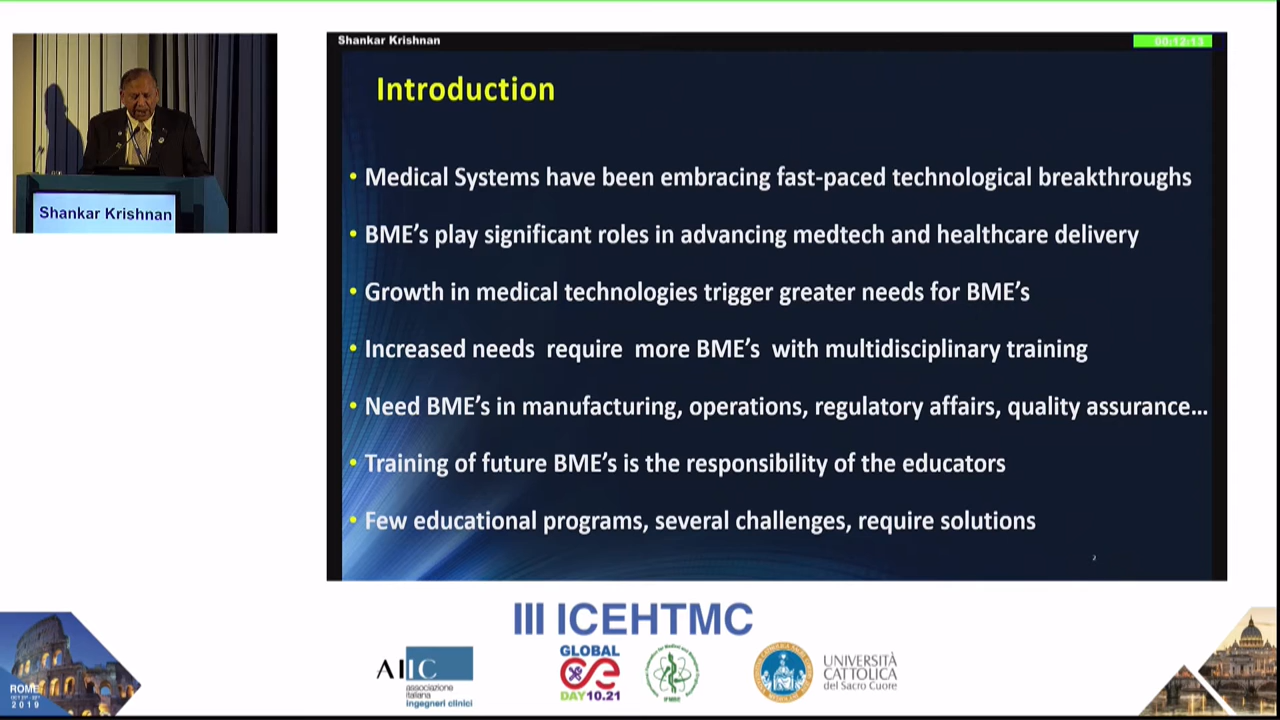 Shankar Krishnan
00:12:13
Introduction
• Medical Systems have been embracing fast-paced technological breakthroughs
• BME's play significant roles in advancing medtech and healthcare delivery
• Growth in medical technologies trigger greater needs for BME's
• Increased needs require more BME's with multidisciplinary training
• Need BME's in manufacturing, operations, regulatory affairs, quality assurance...
• Training of future BME's is the responsibility of the educators
• Few educational programs, several challenges, require solutions
2
Shankar Krishnan
III ICEHTMC
AIIC
associazione
italiana
ingegneri clinici
GLOBAL
CE
DAY 10.21
UNIVERSITÀ
CATTOLICA
del Sacro Cuore
ROME
2019